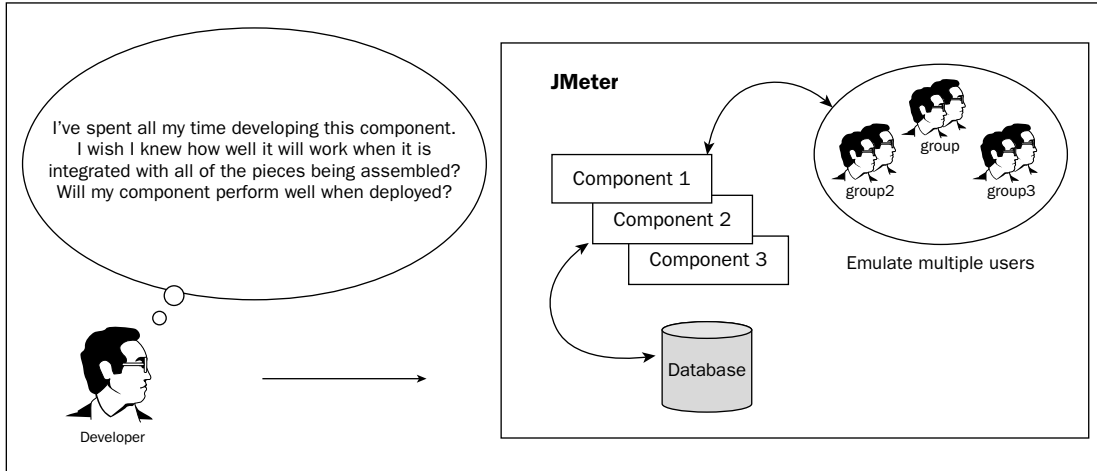 I've spent all my time developing this component.
I wish I knew how well it will work when it is
integrated with all of the pieces being assembled?
Will my component perform well when deployed?
Developer
JMeter
Component 1
Component 2
Component 3
Database
group
group2
group3
Emulate multiple users